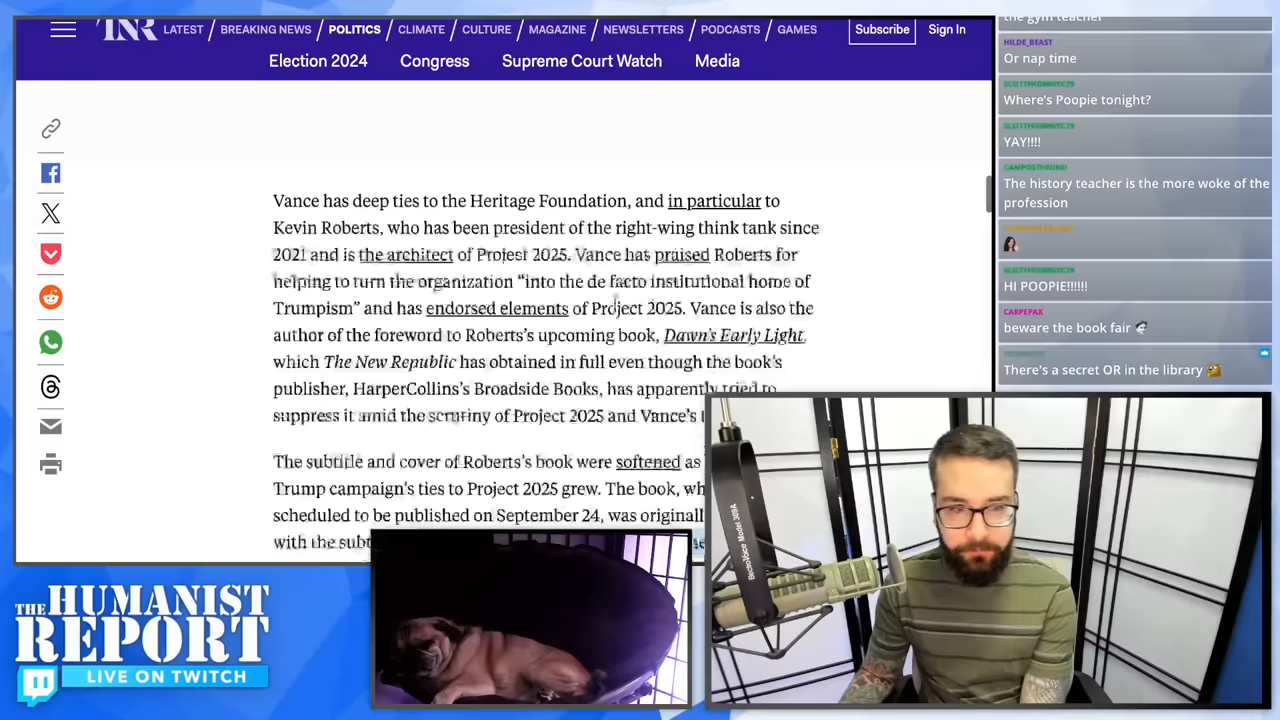 TNR LATEST / BREAKING NEWS / POLITICS / CLIMATE / CULTURE / MAGAZINE / NEWSLETTERS / PODCASTS / GAMES Subscribe Sign In
Election 2024 Congress Supreme Court Watch Media
Vance has deep ties to the Heritage Foundation, and in particular to
Kevin Roberts, who has been president of the right-wing think tank since
2021 and is the architect of Project 2025. Vance has praised Roberts for
helping to turn the organization “into the de facto institutional home of
Trumpism” and has endorsed elements of Project 2025. Vance is also the
author of the foreword to Roberts’s upcoming book, Dawn’s Early Light,
which The New Republic has obtained in full even though the book’s
publisher, HarperCollins’s Broadside Books, has apparently tried to
suppress it amid the scrutiny of Project 2025 and Vance’s
The subtitle and cover of Roberts’s book were softened as
Trump campaign’s ties to Project 2025 grew. The book,
scheduled to be published on September 24, was
with the
the gym teacher
HILDE_BEAST
Or nap time
Where's Poopie tonight?
YAY!!!!
The history teacher is the more woke of the
profession
HI POOPIE!!!!!!
CARPEPAX
beware the book fair
There's a secret OR in the library
ElectroVoice Model 309A
THE HUMANIST
REPORT
LIVE ON TWITCH